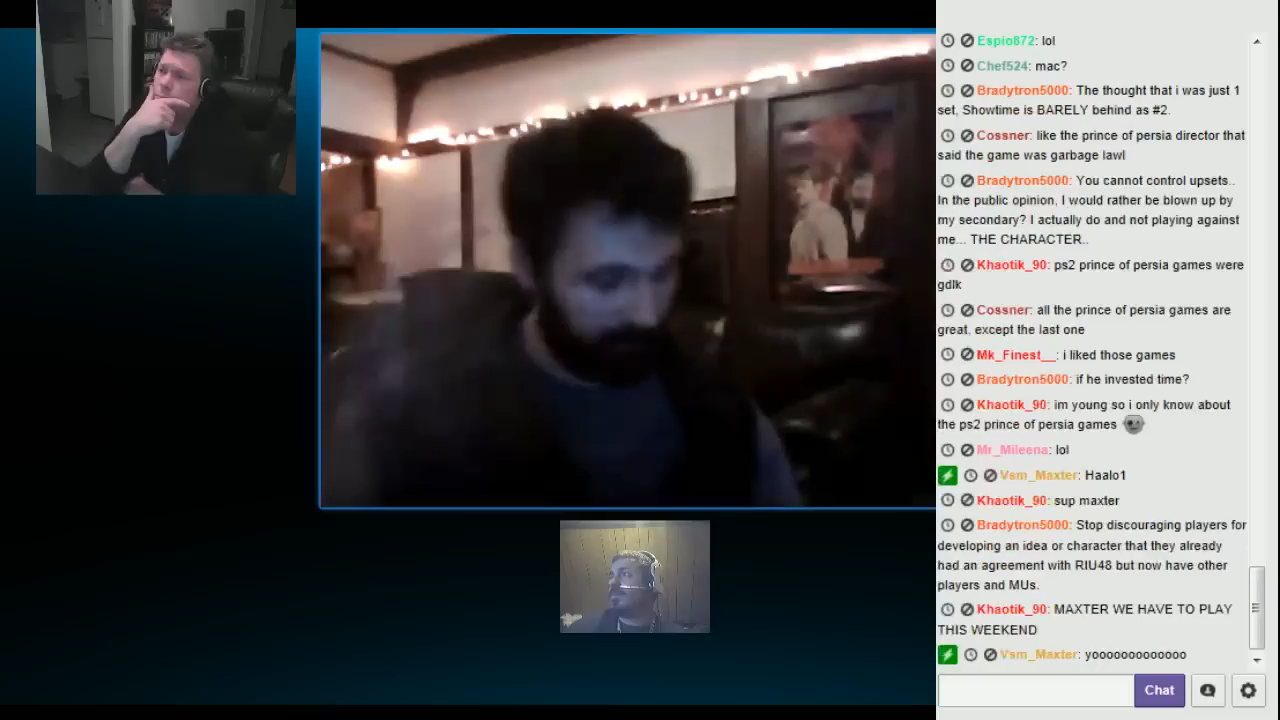 Espio872: lol
Chef524: mac?
Bradytron5000: The thought that i was just 1
set, Showtime is BARELY behind as #2.
Cossner: like the prince of persia director that
said the game was garbage lawl
Bradytron5000: You cannot control upsets..
In the public opinion, I would rather be blown up by
my secondary? I actually do and not playing against
me... THE CHARACTER..
Khaotik_90: ps2 prince of persia games were
gdlk
Cossner: all the prince of persia games are
great, except the last one
Mk_Finest__: i liked those games
Bradytron5000: if he invested time?
Khaotik_90: im young so i only know about
the ps2 prince of persia games
Mr_Mileena: lol
Vsm_Maxter: Haalo1
Khaotik_90: sup maxter
Bradytron5000: Stop discouraging players for
developing an idea or character that they already
had an agreement with RIU48 but now have other
players and MUs.
Khaotik_90: MAXTER WE HAVE TO PLAY
THIS WEEKEND
Vsm_Maxter: yooooooooooooo
Chat